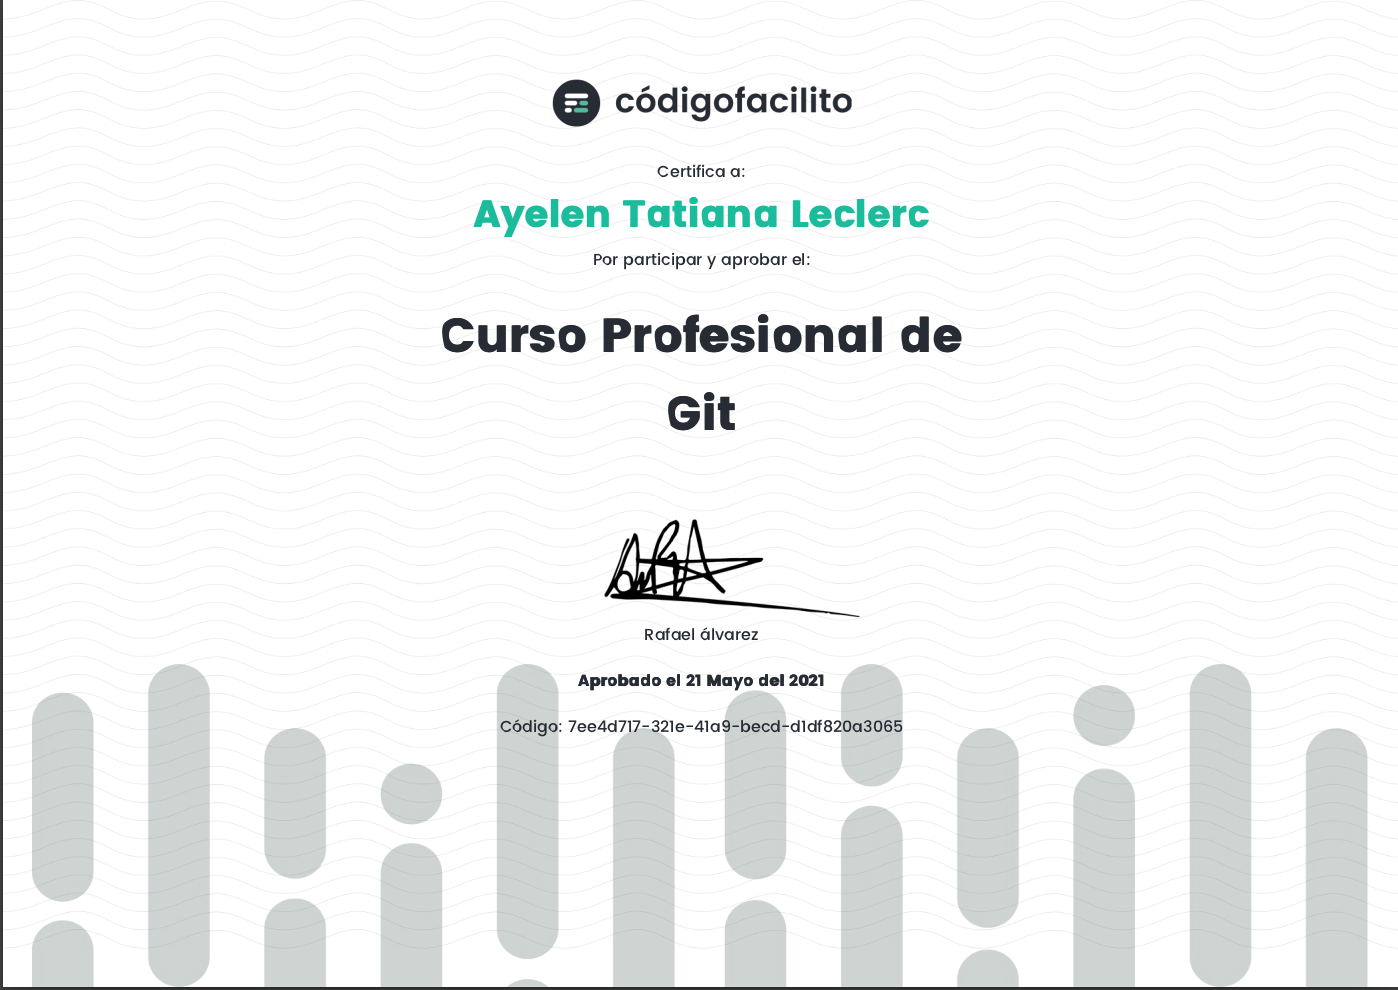 códigofacilito
Certifica a:
Ayelen Tatiana Leclerc
Por participar y aprobar el:
Curso Profesional de
Git
Rafael álvarez
Aprobado el 21 Mayo del 2021
Código: 7ee4d717-321e-41a9-becd-d1df820a3065